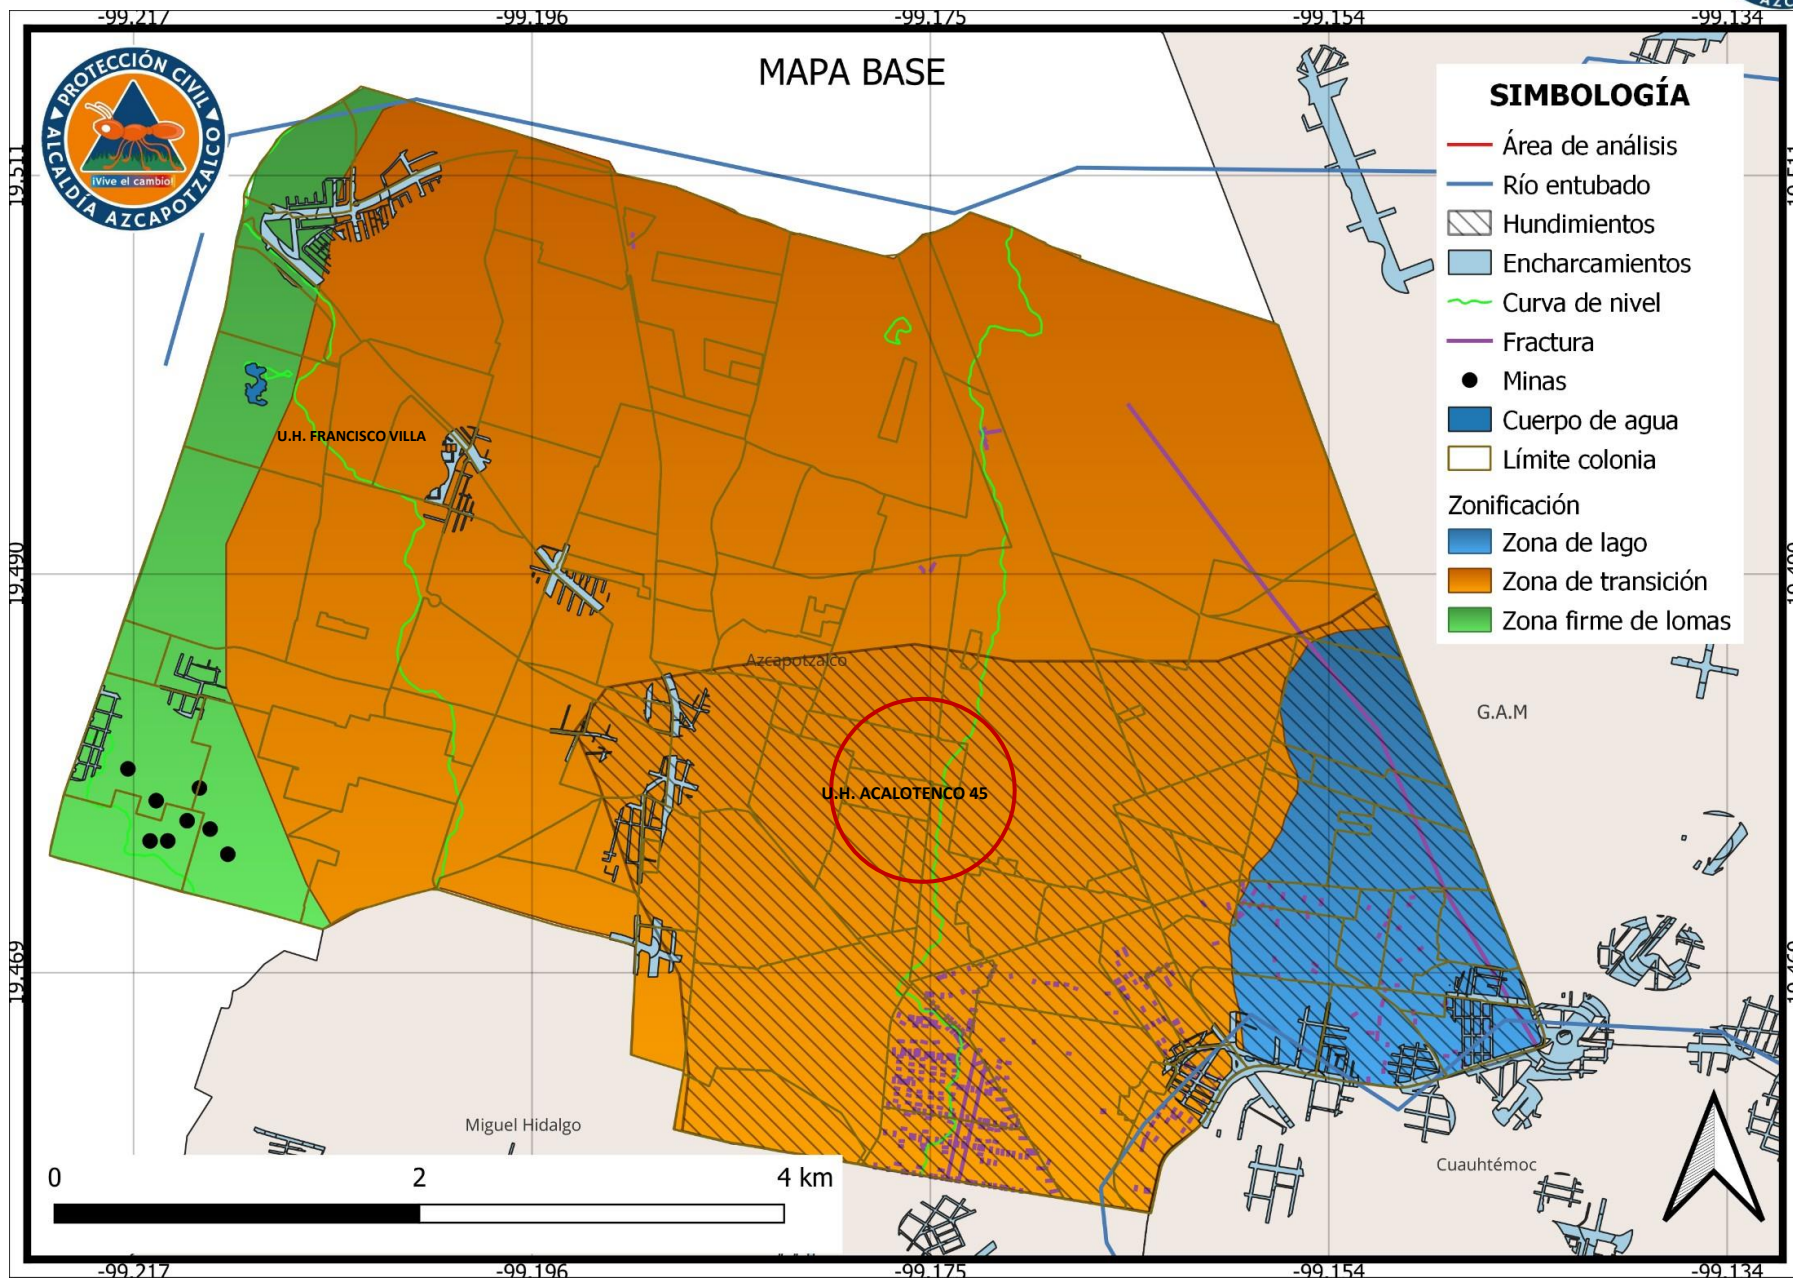 -99.217
-99.196
-99.175
-99.154
-99.134
MAPA BASE
PROTECCIÓN CIVIL
¡Vive el cambio!
ALCALDÍA AZCAPOTZALCO
SIMBOLOGÍA
Área de análisis
Río entubado
Hundimientos
Encharcamientos
Curva de nivel
Fractura
Minas
Cuerpo de agua
Límite colonia
Zonificación
Zona de lago
Zona de transición
Zona firme de lomas
19.511
19.490
19.469
U.H. FRANCISCO VILLA
Azcapotzalco
G.A.M
U.H. ACALOTENCO 45
Miguel Hidalgo
Cuauhtémoc
0
2
4 km
-99.217
-99.196
-99.175
-99.154
-99.134